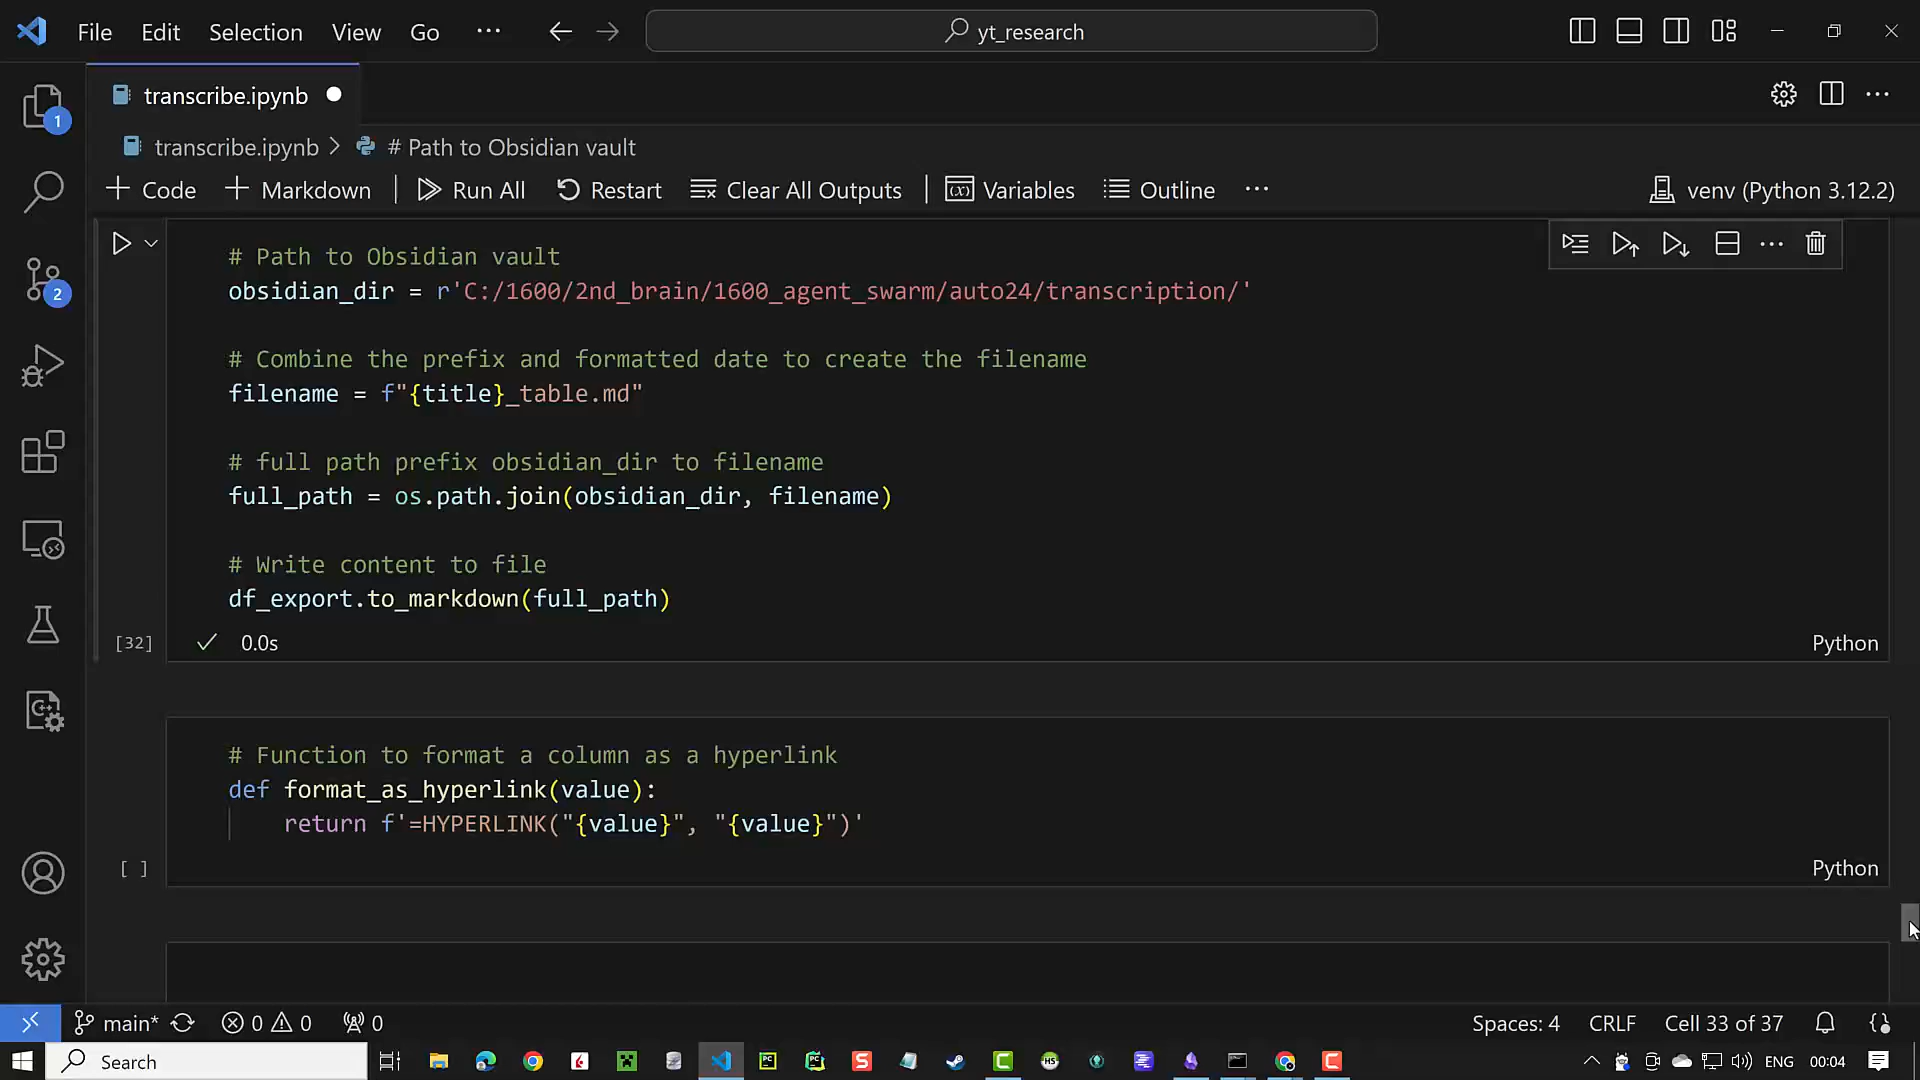 File Edit Selection View Go ··· yt_research
transcribe.ipynb
transcribe.ipynb > # Path to Obsidian vault
+ Code + Markdown | Run All Restart Clear All Outputs | Variables Outline ··· venv (Python 3.12.2)
1
2
# Path to Obsidian vault
obsidian_dir = r'C:/1600/2nd_brain/1600_agent_swarm/auto24/transcription/'
# Combine the prefix and formatted date to create the filename
filename = f"{title}_table.md"
# full path prefix obsidian_dir to filename
full_path = os.path.join(obsidian_dir, filename)
# Write content to file
df_export.to_markdown(full_path)
[32] ✓ 0.0s Python
# Function to format a column as a hyperlink
def format_as_hyperlink(value):
    return f'=HYPERLINK("{value}", "{value}")'
[ ] Python
main* 0 0 0 Spaces: 4 CRLF Cell 33 of 37
Search ENG 00:04